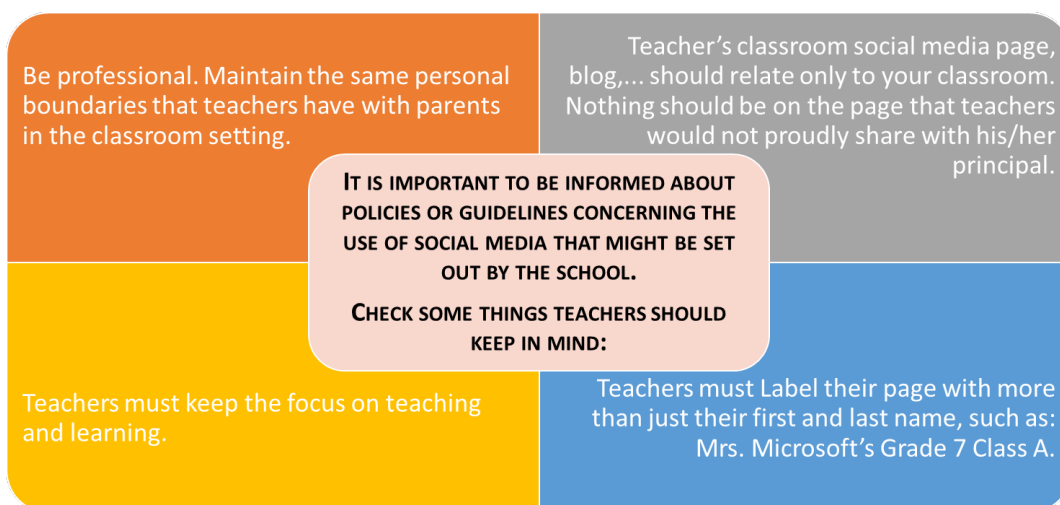 Be professional. Maintain the same personal
boundaries that teachers have with parents
in the classroom setting.
Teacher’s classroom social media page,
blog,... should relate only to your classroom.
Nothing should be on the page that teachers
would not proudly share with his/her
principal.
IT IS IMPORTANT TO BE INFORMED ABOUT
POLICIES OR GUIDELINES CONCERNING THE
USE OF SOCIAL MEDIA THAT MIGHT BE SET
OUT BY THE SCHOOL.
CHECK SOME THINGS TEACHERS SHOULD
KEEP IN MIND:
Teachers must keep the focus on teaching
and learning.
Teachers must Label their page with more
than just their first and last name, such as:
Mrs. Microsoft’s Grade 7 Class A.